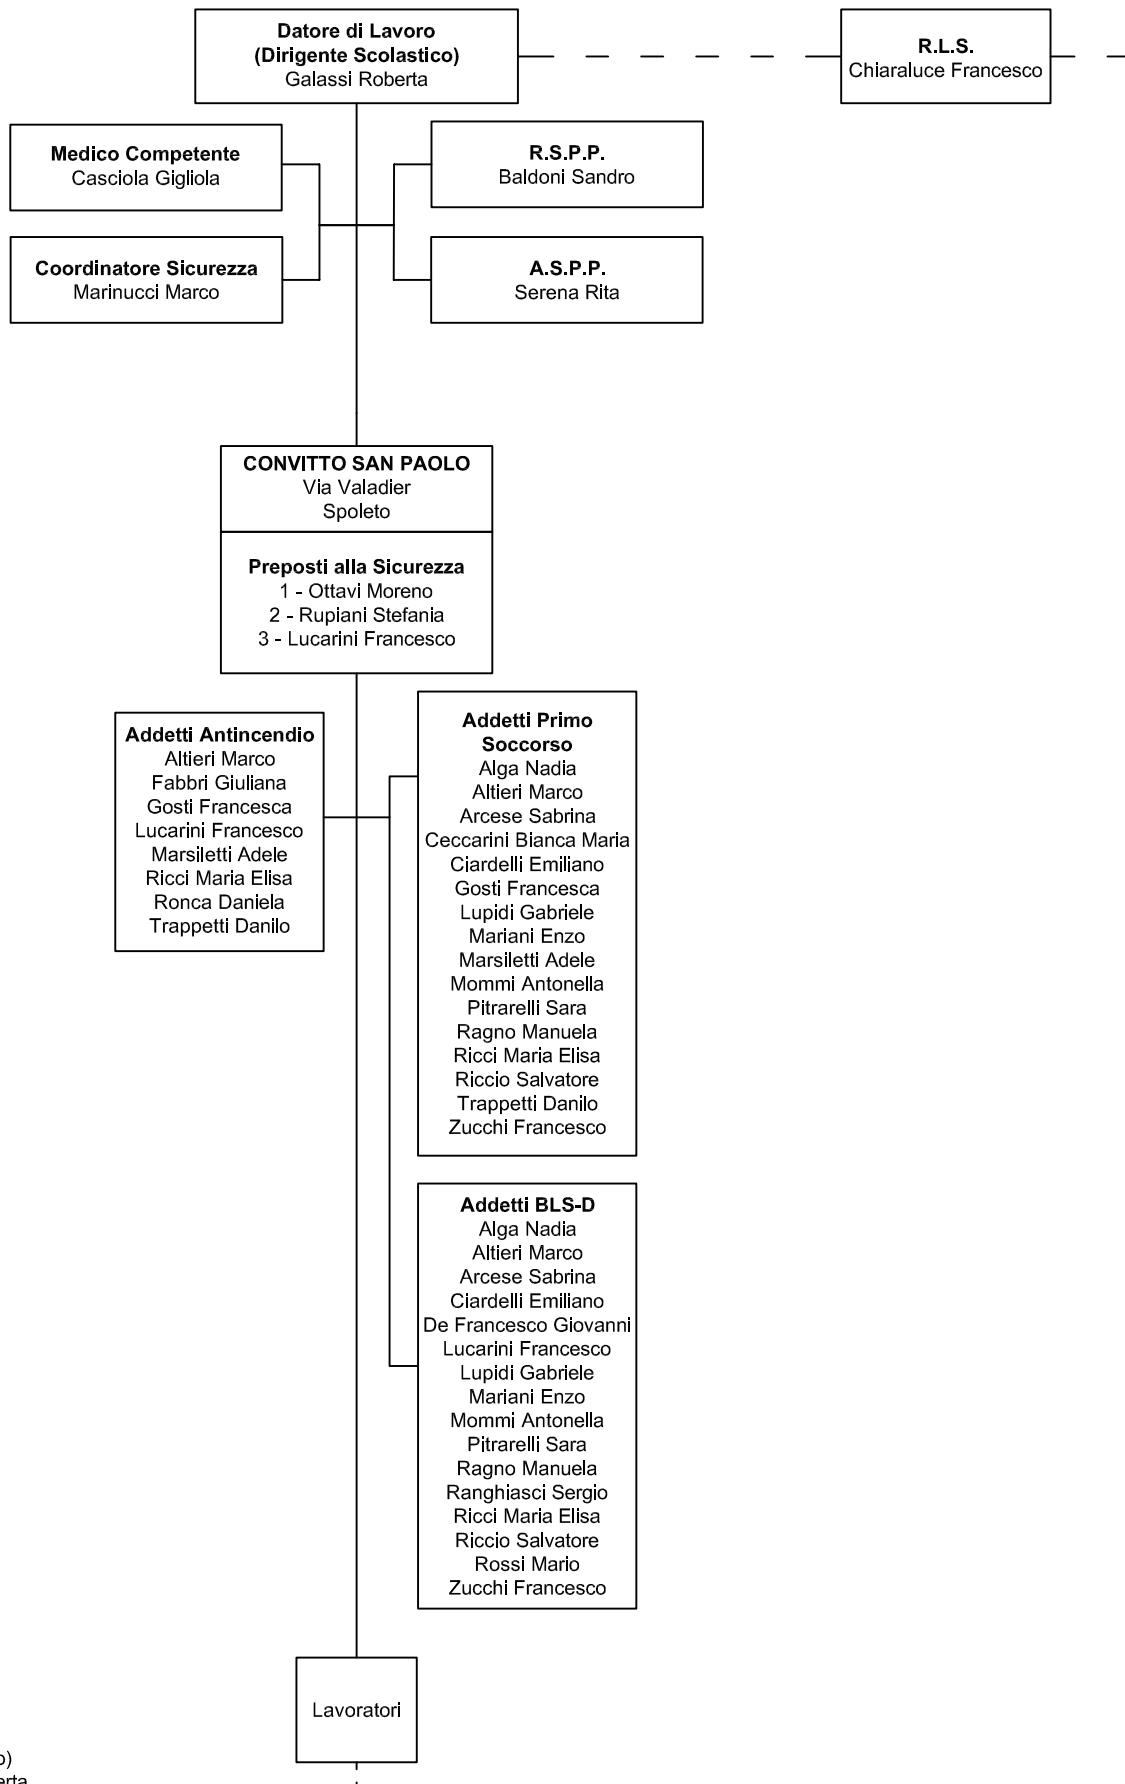 Datore di Lavoro
(Dirigente Scolastico)
Galassi Roberta
R.L.S.
Chiaraluce Francesco
Medico Competente
Casciola Gigliola
R.S.P.P.
Baldoni Sandro
Coordinatore Sicurezza
Marinucci Marco
A.S.P.P.
Serena Rita
CONVITTO SAN PAOLO
Via Valadier
Spoleto
Preposti alla Sicurezza
1 - Ottavi Moreno
2 - Rupiani Stefania
3 - Lucarini Francesco
Addetti Antincendio
Altieri Marco
Fabbri Giuliana
Gosti Francesca
Lucarini Francesco
Marsiletti Adele
Ricci Maria Elisa
Ronca Daniela
Trappetti Danilo
Addetti Primo
Soccorso
Alga Nadia
Altieri Marco
Arcese Sabrina
Ceccarini Bianca Maria
Ciardelli Emiliano
Gosti Francesca
Lupidi Gabriele
Mariani Enzo
Marsiletti Adele
Mommi Antonella
Pitrarelli Sara
Ragno Manuela
Ricci Maria Elisa
Riccio Salvatore
Trappetti Danilo
Zucchi Francesco
Addetti BLS-D
Alga Nadia
Altieri Marco
Arcese Sabrina
Ciardelli Emiliano
De Francesco Giovanni
Lucarini Francesco
Lupidi Gabriele
Mariani Enzo
Mommi Antonella
Pitrarelli Sara
Ragno Manuela
Ranghiasci Sergio
Ricci Maria Elisa
Riccio Salvatore
Rossi Mario
Zucchi Francesco
Lavoratori